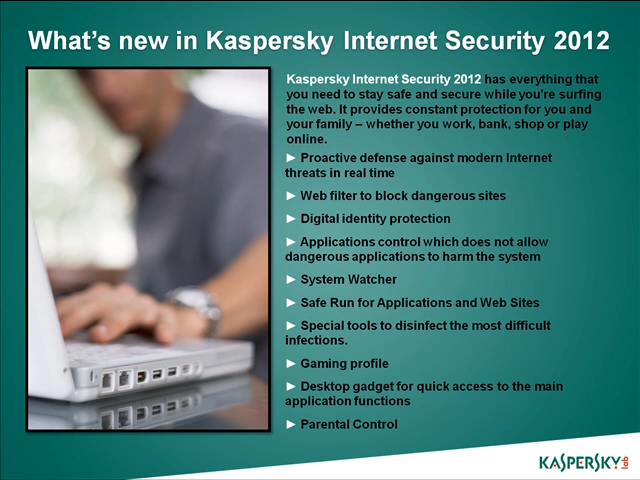 What's new in Kaspersky Internet Security 2012
Kaspersky Internet Security 2012 has everything that
you need to stay safe and secure while you're surfing
the web. It provides constant protection for you and
your family – whether you work, bank, shop or play
online.
► Proactive defense against modern Internet
threats in real time
► Web filter to block dangerous sites
► Digital identity protection
► Applications control which does not allow
dangerous applications to harm the system
► System Watcher
► Safe Run for Applications and Web Sites
► Special tools to disinfect the most difficult
infections.
► Gaming profile
► Desktop gadget for quick access to the main
application functions
► Parental Control
KASPERSKY lab